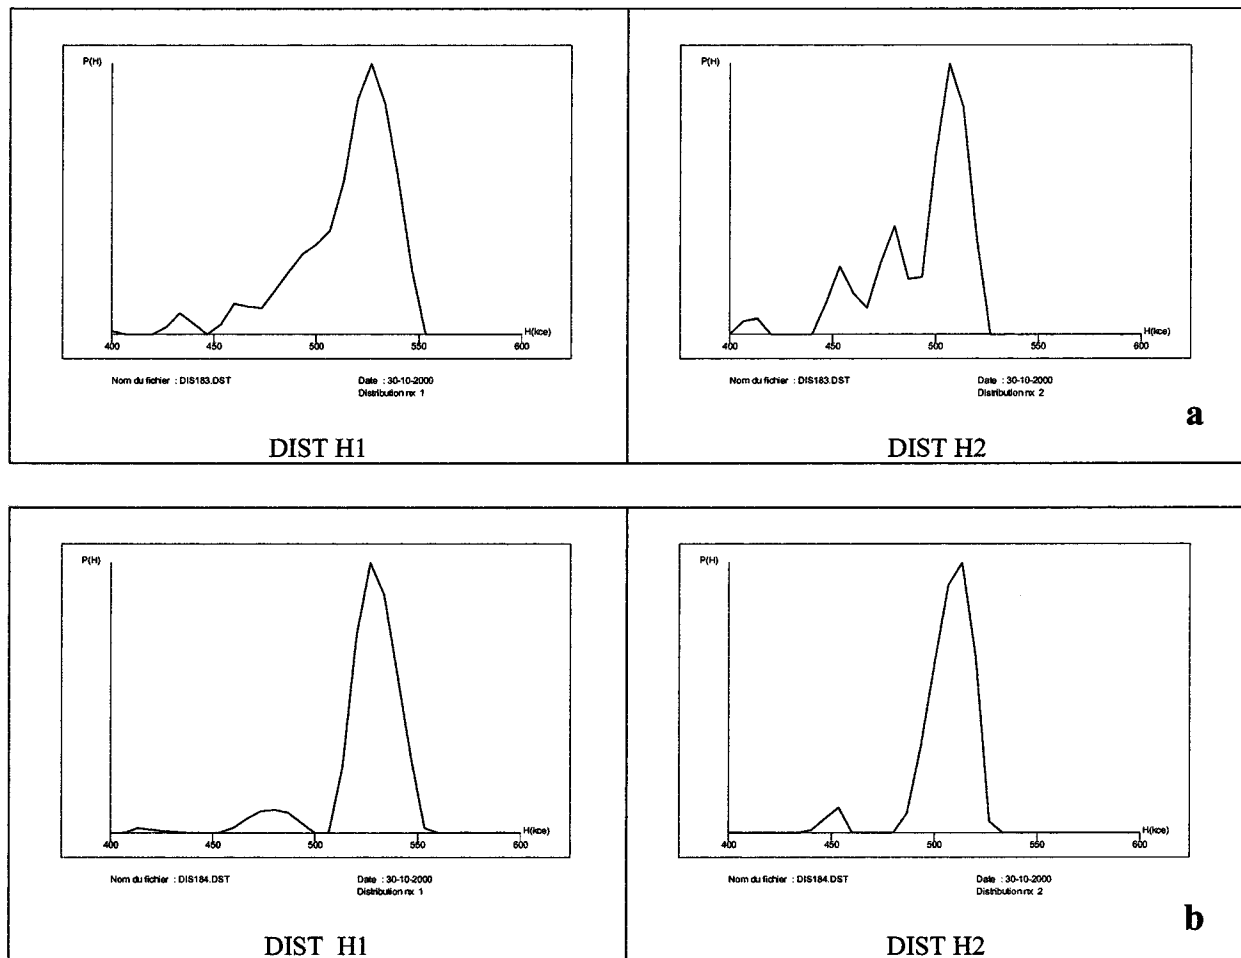 P(H)
H(kce)
400 450 500 550 600
Nom du fichier : DIS183.DST
Date : 30-10-2000
Distribution nx 1
DIST H1
P(H)
H(kce)
400 450 500 550 600
Nom du fichier : DIS183.DST
Date : 30-10-2000
Distribution nx 2
a
DIST H2
P(H)
H(kce)
400 450 500 550 600
Nom du fichier : DIS184.DST
Date : 30-10-2000
Distribution nx 1
DIST H1
P(H)
H(kce)
400 450 500 550 600
Nom du fichier : DIS184.DST
Date : 30-10-2000
Distribution nx 2
b
DIST H2